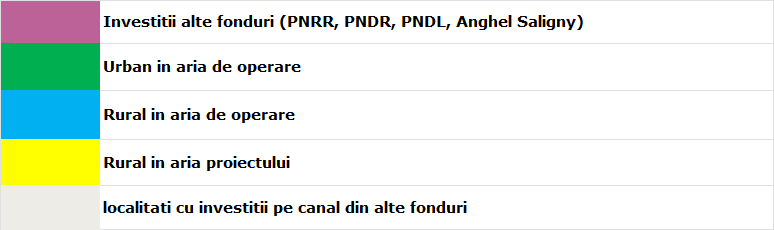 Investitii alte fonduri (PNRR, PNDR, PNDL, Anghel Saligny)
Urban in aria de operare
Rural in aria de operare
Rural in aria proiectului
localitati cu investitii pe canal din alte fonduri